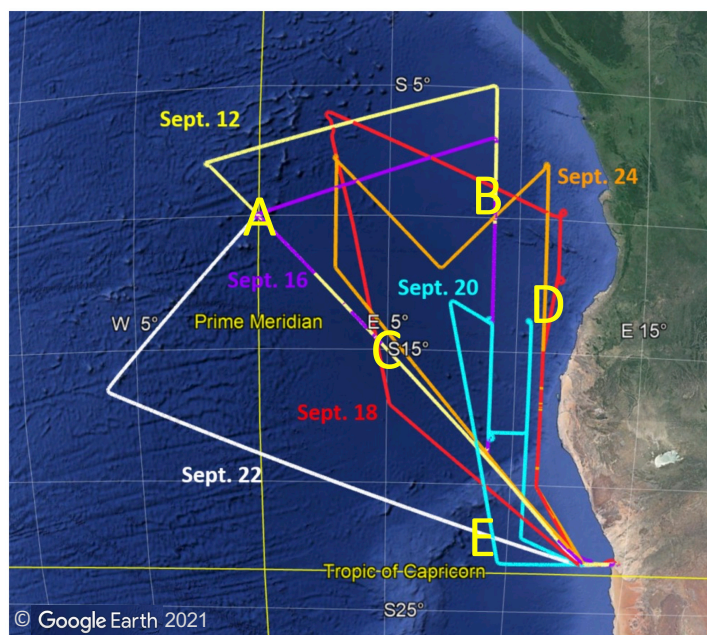 S 5°
Sept. 12
A
B
Sept. 24
Sept. 16
Sept. 20
D
W 5°
Prime Meridian
E 5°
E 15°
C
S15°
Sept. 18
Sept. 22
E
Tropic of Capricorn
S25°
© Google Earth 2021